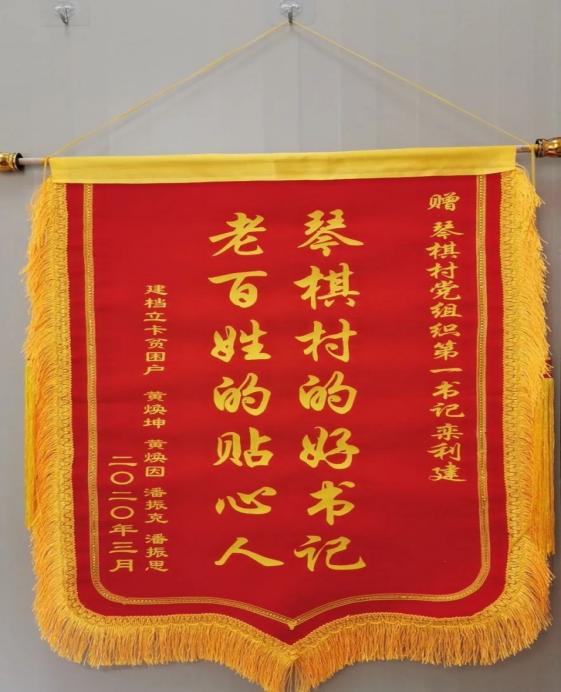 赠 琴棋村党组织第一书记栾利建
琴棋村的好书记
老百姓的贴心人
建档立卡贫困户 黄焕坤 黄焕因 潘振克 潘振思
二〇二〇年三月